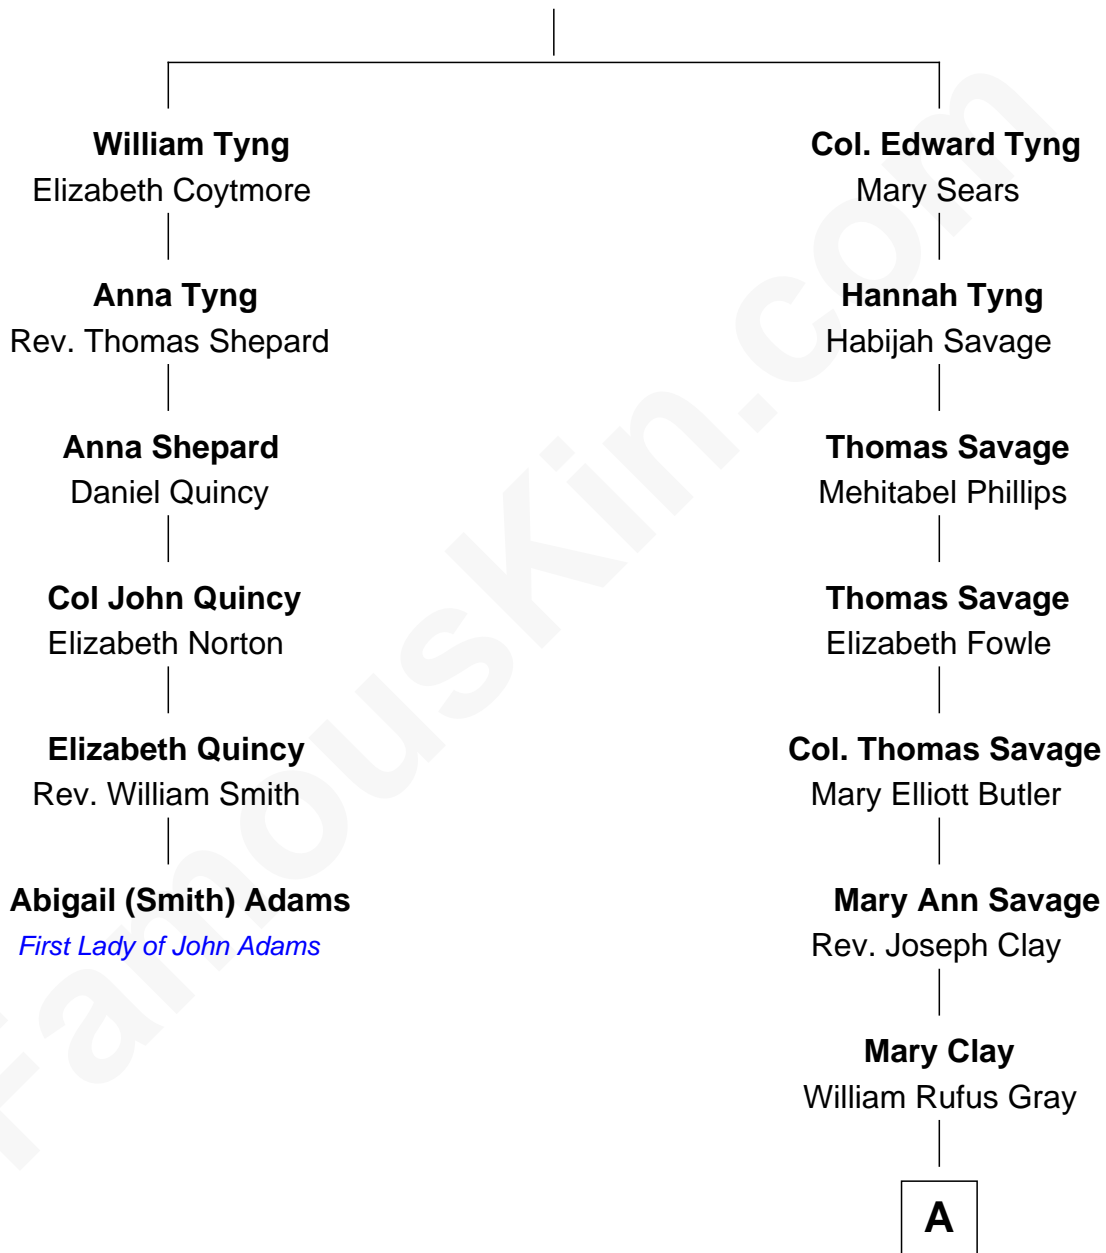 William Tyng
Elizabeth Coytmore
Anna Tyng
Rev. Thomas Shepard
Anna Shepard
Daniel Quincy
Col John Quincy
Elizabeth Norton
Elizabeth Quincy
Rev. William Smith
Abigail (Smith) Adams
First Lady of John Adams
Col. Edward Tyng
Mary Sears
Hannah Tyng
Habijah Savage
Thomas Savage
Mehitabel Phillips
Thomas Savage
Elizabeth Fowle
Col. Thomas Savage
Mary Elliott Butler
Mary Ann Savage
Rev. Joseph Clay
Mary Clay
William Rufus Gray
A
FamousKin.com